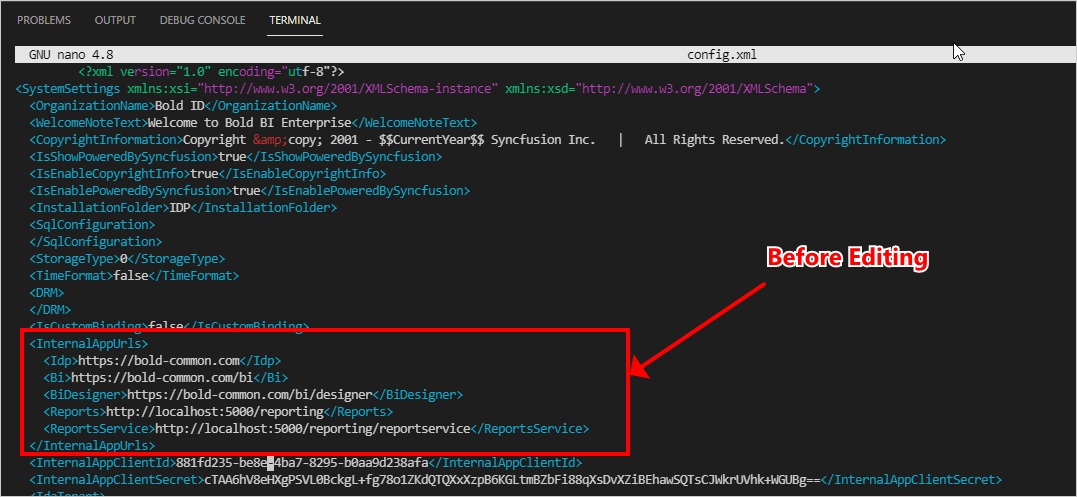 PROBLEMS OUTPUT DEBUG CONSOLE TERMINAL
GNU nano 4.8 config.xml
<?xml version="1.0" encoding="utf-8"?>
<SystemSettings xmlns:xsi="http://www.w3.org/2001/XMLSchema-instance" xmlns:xsd="http://www.w3.org/2001/XMLSchema">
<OrganizationName>Bold ID</OrganizationName>
<WelcomeNoteText>Welcome to Bold BI Enterprise</WelcomeNoteText>
<CopyrightInformation>Copyright &amp;copy; 2001 - $$CurrentYear$$ Syncfusion Inc.   |   All Rights Reserved.</CopyrightInformation>
<IsShowPoweredBySyncfusion>true</IsShowPoweredBySyncfusion>
<IsEnableCopyrightInfo>true</IsEnableCopyrightInfo>
<IsEnablePoweredBySyncfusion>true</IsEnablePoweredBySyncfusion>
<InstallationFolder>IDP</InstallationFolder>
<SqlConfiguration>
</SqlConfiguration>
<StorageType>0</StorageType>
<TimeFormat>false</TimeFormat>
Before Editing
<DRM>
</DRM>
<IsCustomBinding>false</IsCustomBinding>
<InternalAppUrls>
<Idp>https://bold-common.com</Idp>
<Bi>https://bold-common.com/bi</Bi>
<BiDesigner>https://bold-common.com/bi/designer</BiDesigner>
<Reports>http://localhost:5000/reporting</Reports>
<ReportsService>http://localhost:5000/reporting/reportservice</ReportsService>
</InternalAppUrls>
<InternalAppClientId>881fd235-be8e-4ba7-8295-b0aa9d238afa</InternalAppClientId>
<InternalAppClientSecret>cTAA6hV8eHXgPSVL0BckgL+fg78o1ZKdQTQXxXzpB6KGLtmBZbFi88qXsDvXZiBEhawSQTsCJWkrUVhk+WGUBg==</InternalAppClientSecret>